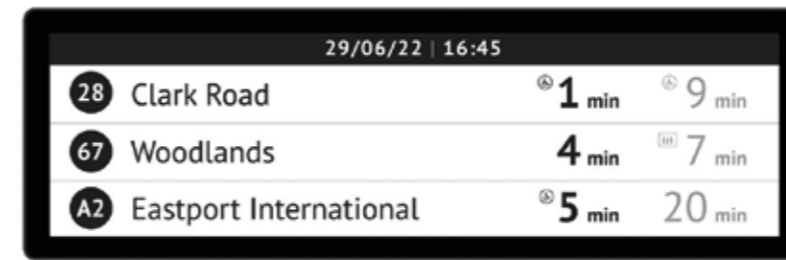 29/06/22 | 16:45
28 Clark Road 1 min 9 min
67 Woodlands 4 min 7 min
A2 Eastport International 5 min 20 min